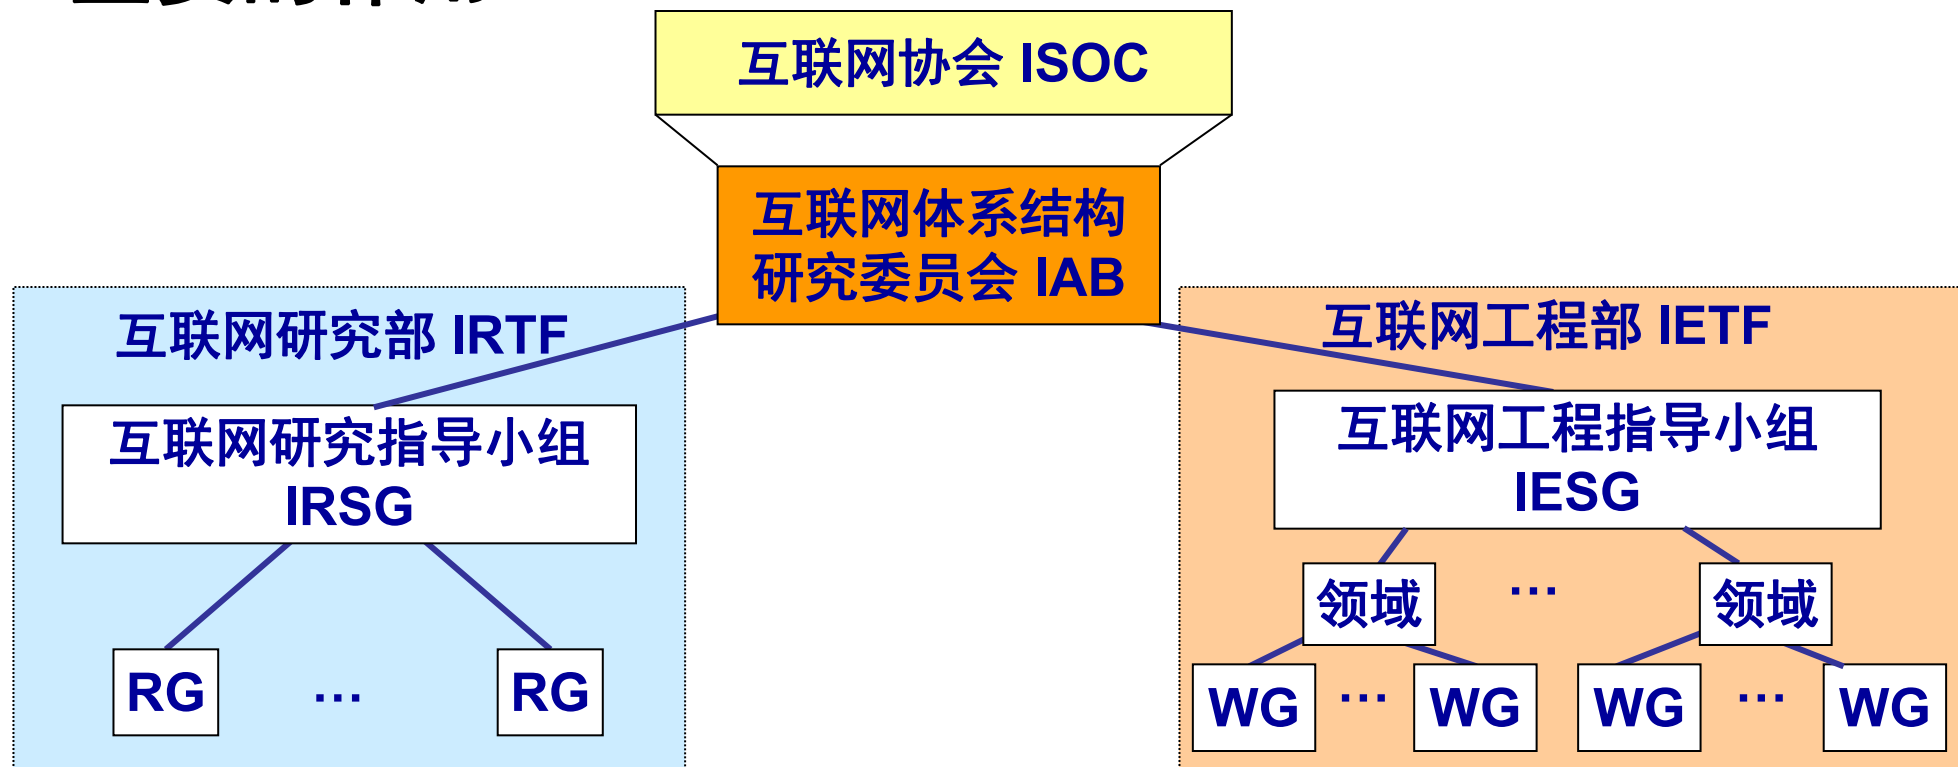 互联网协会 ISOC
互联网体系结构
研究委员会 IAB
互联网研究部 IRTF
互联网工程部 IETF
互联网研究指导小组
IRSG
互联网工程指导小组
IESG
领域 … 领域
RG … RG
WG … WG WG … WG